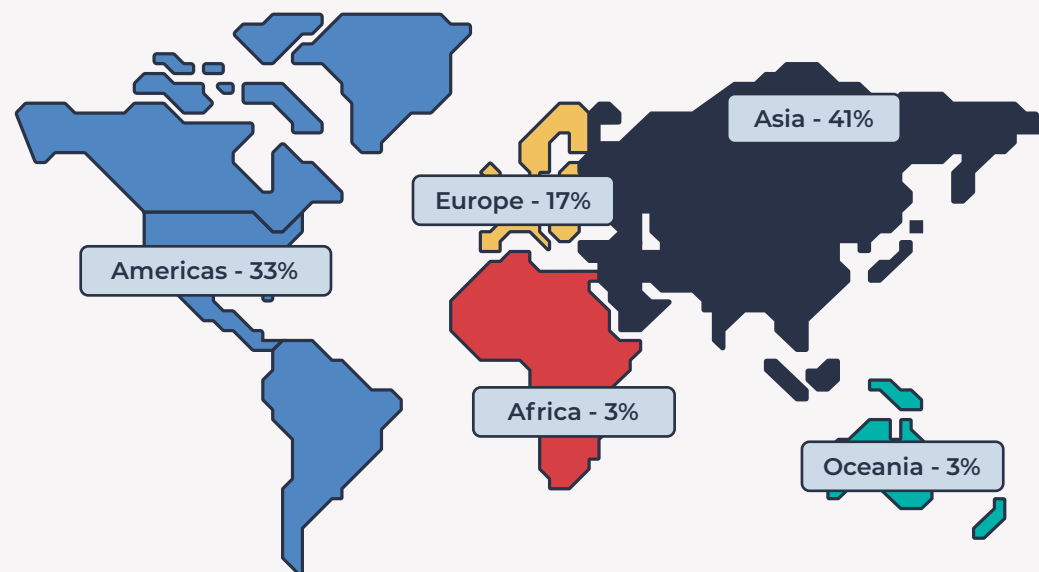 Asia - 41%
Europe - 17%
Americas - 33%
Africa - 3%
Oceania - 3%